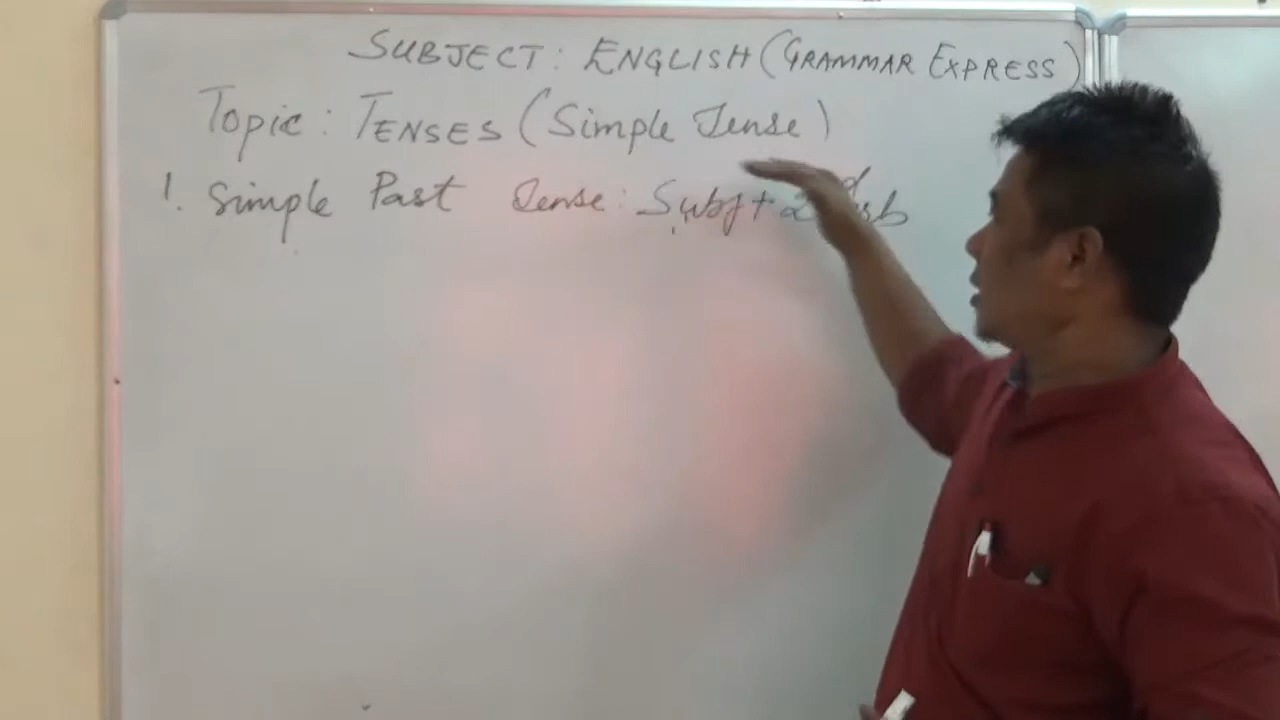 SUBJECT: ENGLISH (GRAMMAR EXPRESS)
Topic: TENSES (Simple Tense)
1. Simple Past Tense: Subj +